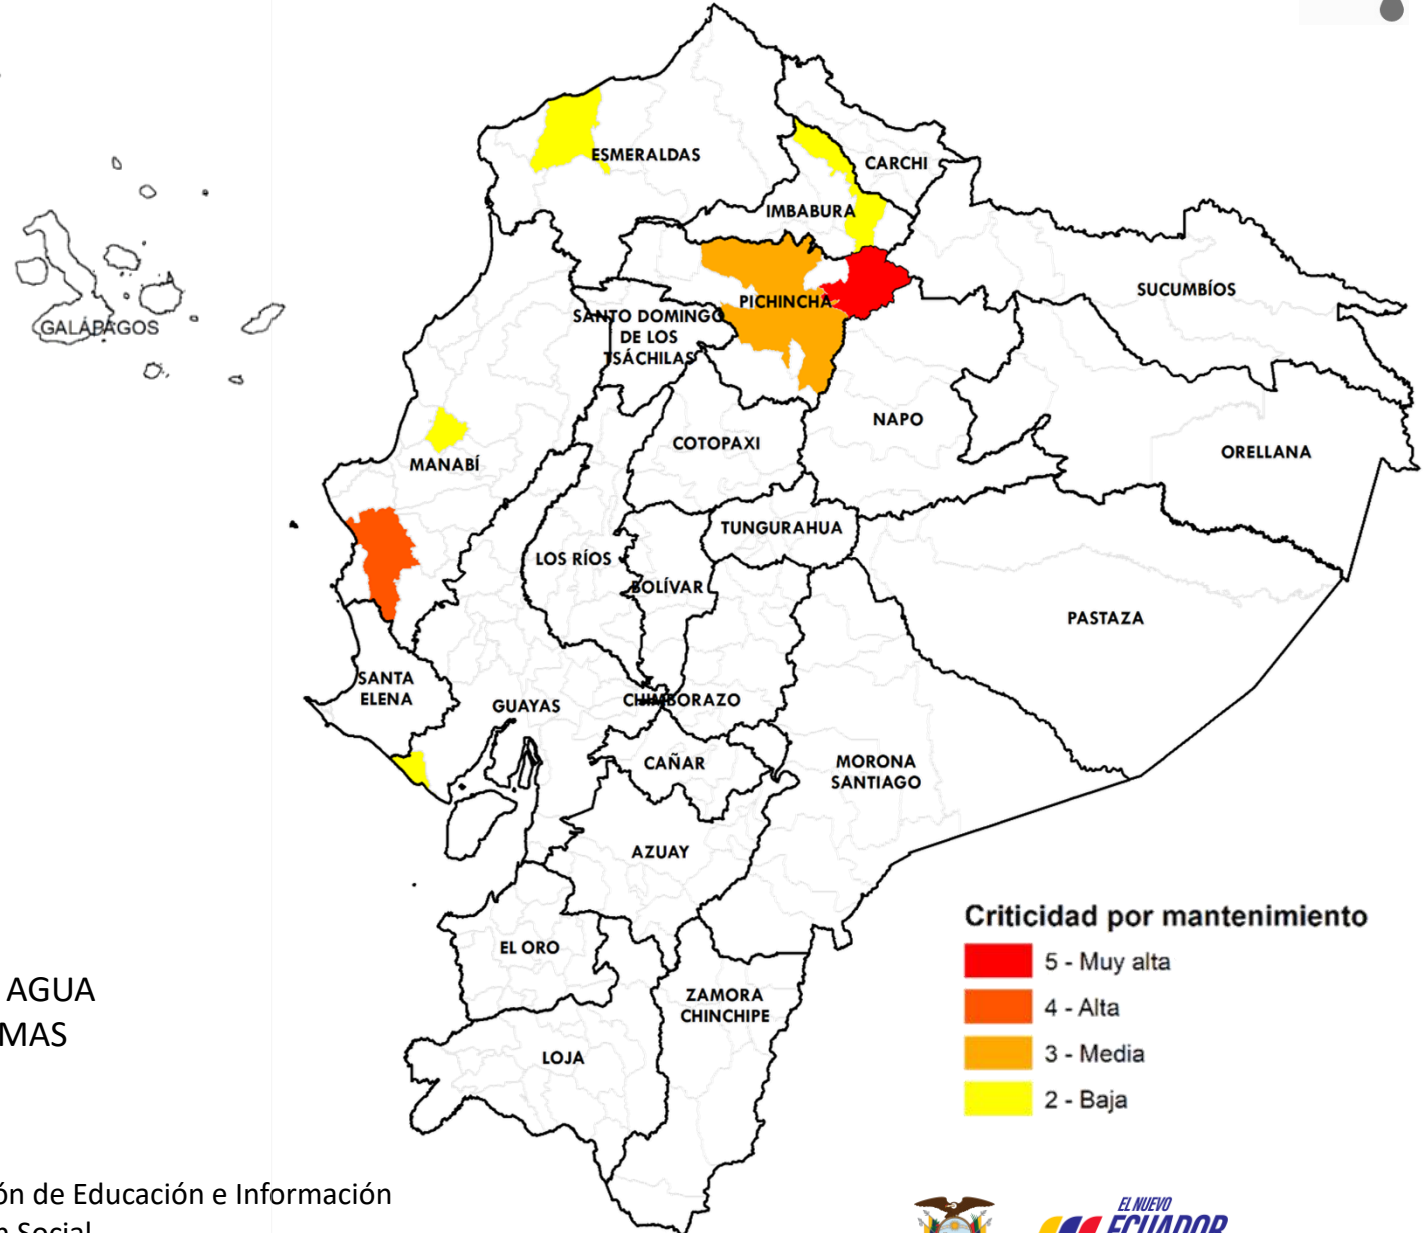 ESMERALDAS
CARCHI
IMBABURA
SUCUMBÍOS
PICHINCHA
GALÁPAGOS
SANTO DOMINGO
DE LOS
TSÁCHILAS
NAPO
COTOPAXI
ORELLANA
MANABÍ
TUNGURAHUA
LOS RÍOS
BOLÍVAR
PASTAZA
SANTA
ELENA
GUAYAS
CHIMBORAZO
CAÑAR
MORONA
SANTIAGO
AZUAY
EL ORO
ZAMORA
CHINCHIPE
LOJA
Criticidad por mantenimiento
5 - Muy alta
4 - Alta
3 - Media
2 - Baja
AGUA
MAS
ón de Educación e Información
n Social
EL NUEVO
ECUADOR